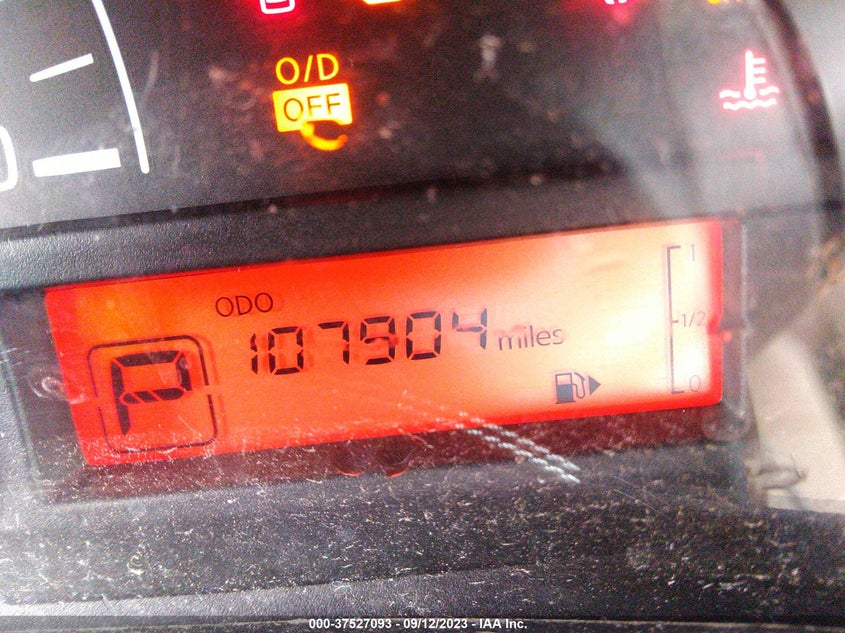 O/D
OFF
ODO
107904 miles
P
1
1/2
0
000-37527093 - 09/12/2023 - IAA Inc.